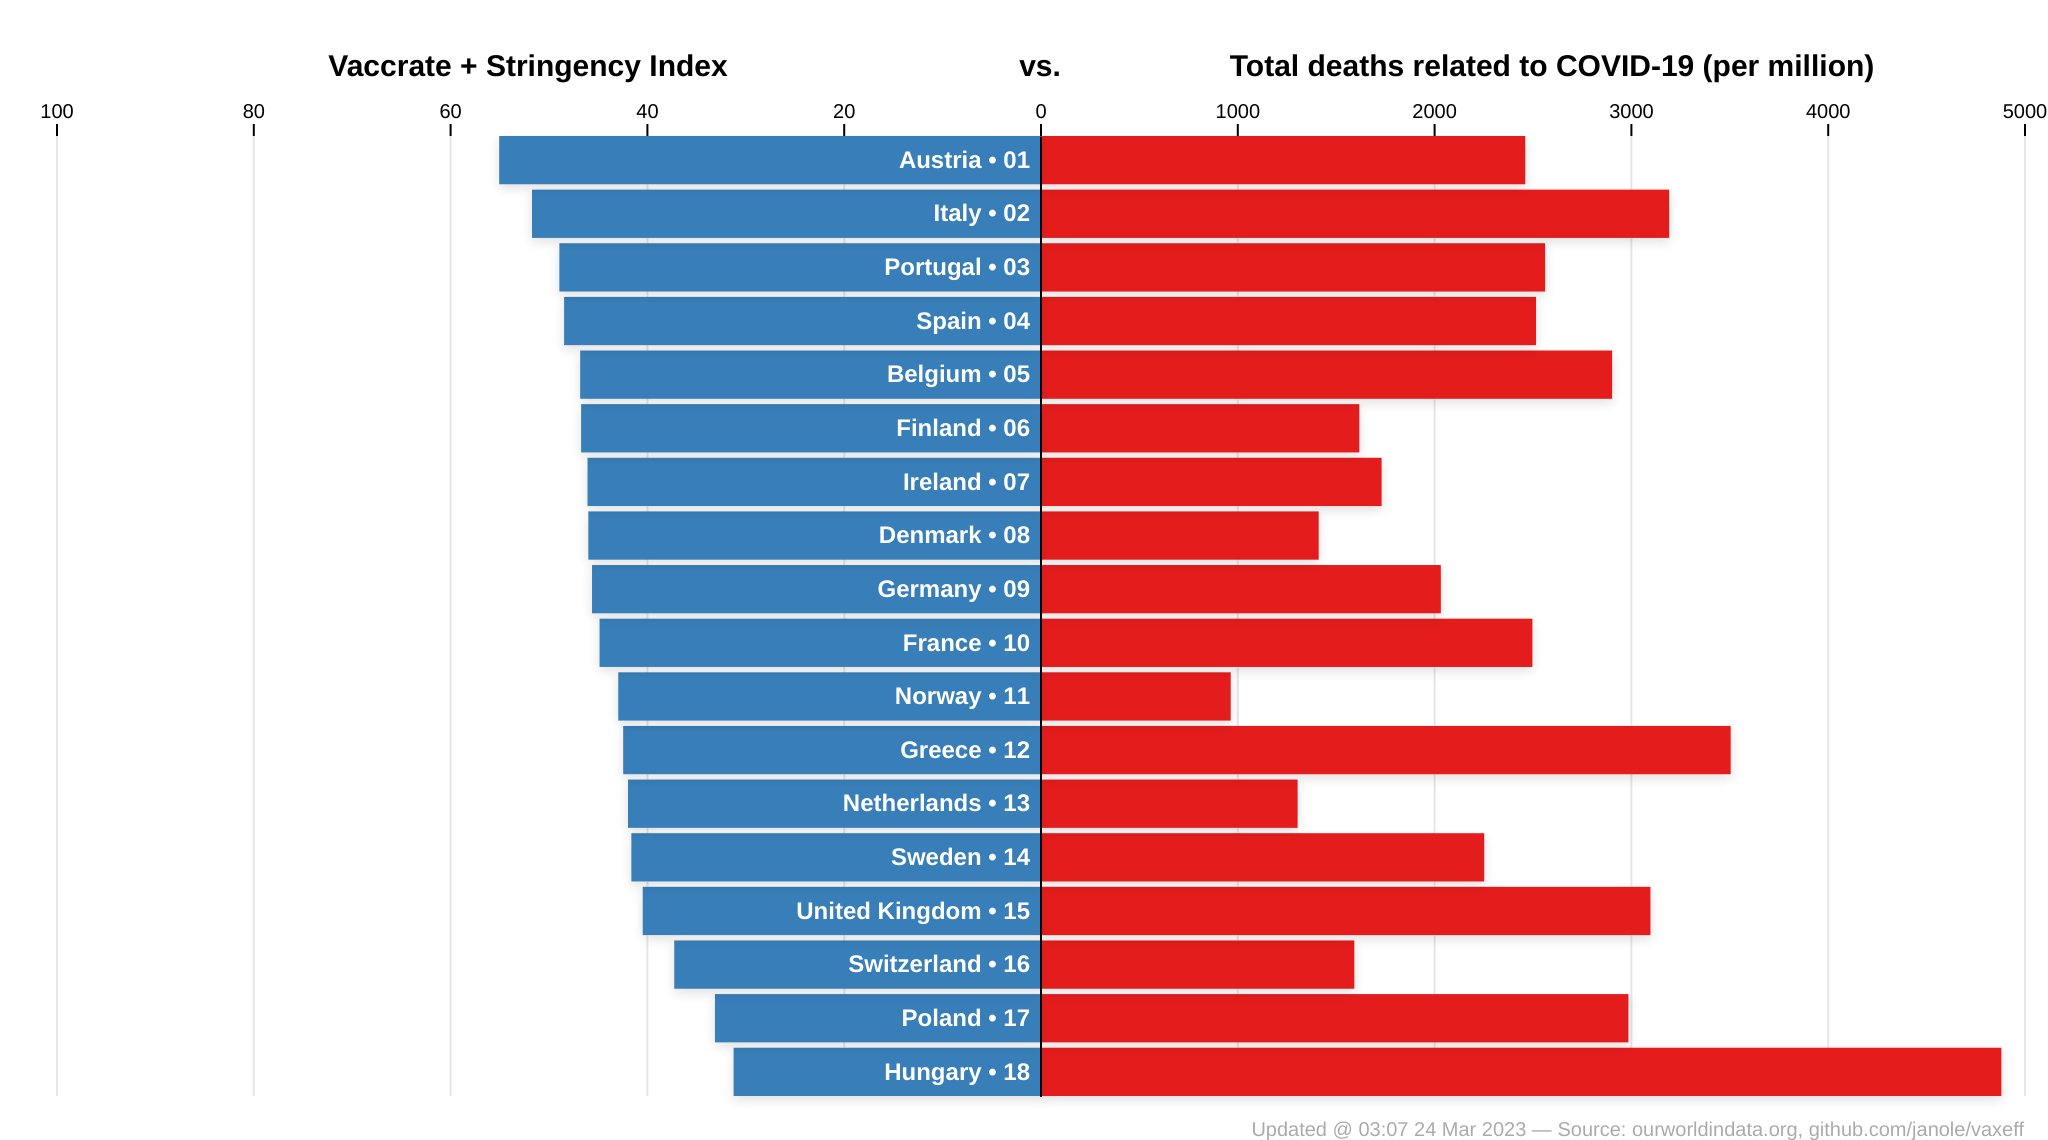 Vaccrate + Stringency Index vs. Total deaths related to COVID-19 (per million)
100 80 60 40 20 0 1000 2000 3000 4000 5000
Austria • 01
Italy • 02
Portugal • 03
Spain • 04
Belgium • 05
Finland • 06
Ireland • 07
Denmark • 08
Germany • 09
France • 10
Norway • 11
Greece • 12
Netherlands • 13
Sweden • 14
United Kingdom • 15
Switzerland • 16
Poland • 17
Hungary • 18
Updated @ 03:07 24 Mar 2023 — Source: ourworldindata.org, github.com/janole/vaxeff